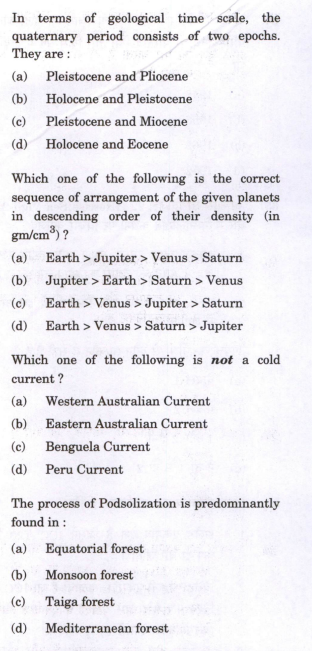 In terms of geological time scale, the
quaternary period consists of two epochs.
They are :
(a) Pleistocene and Pliocene
(b) Holocene and Pleistocene
(c) Pleistocene and Miocene
(d) Holocene and Eocene
Which one of the following is the correct
sequence of arrangement of the given planets
in descending order of their density (in
gm/cm³) ?
(a) Earth > Jupiter > Venus > Saturn
(b) Jupiter > Earth > Saturn > Venus
(c) Earth > Venus > Jupiter > Saturn
(d) Earth > Venus > Saturn > Jupiter
Which one of the following is not a cold
current ?
(a) Western Australian Current
(b) Eastern Australian Current
(c) Benguela Current
(d) Peru Current
The process of Podsolization is predominantly
found in :
(a) Equatorial forest
(b) Monsoon forest
(c) Taiga forest
(d) Mediterranean forest